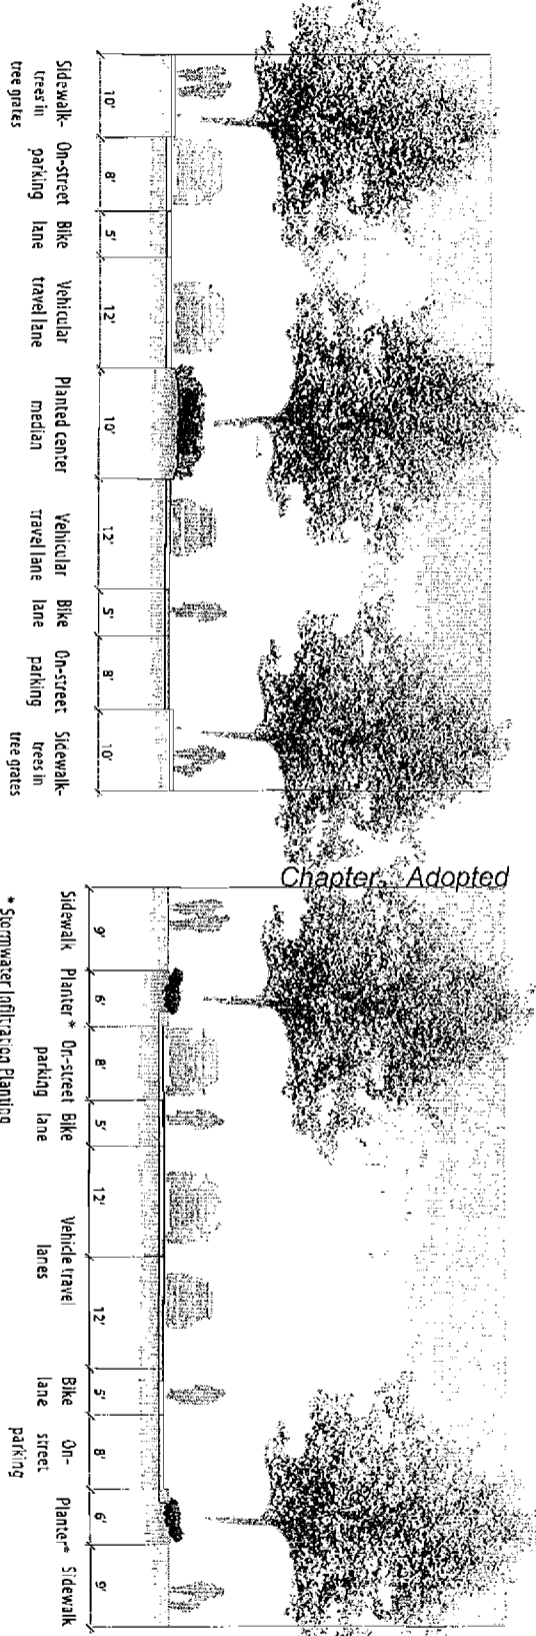 10' 8' 5' 12' 10' 12' 5' 8' 10'
Sidewalk- On-street Bike Vehicular Planted center Vehicular Bike On-street Sidewalk-
trees in parking lane travel lane median travel lane lane parking trees in
tree grates tree grates
Chapter Adopted
9' 6' 8' 5' 12' 12' 5' 8' 6' 9'
Sidewalk Planter * On-street Bike Vehicle travel Bike On- Planter* Sidewalk
parking lane lanes lane street
parking
* Stormwater Infiltration Planting